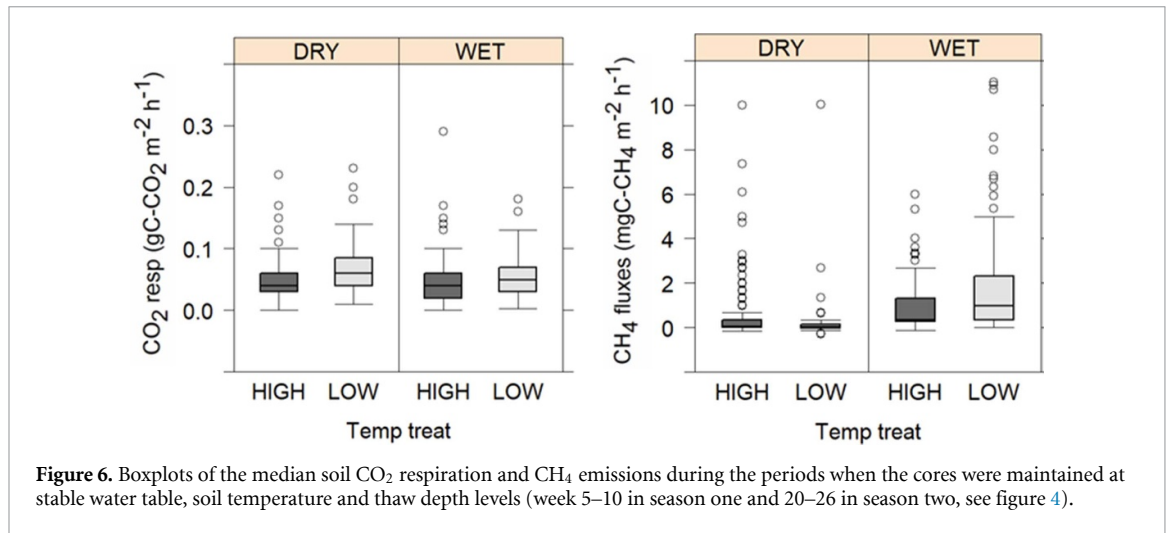 DRY WET
CO2 resp (gC-CO2 m-2 h-1)
0.3
0.2
0.1
0.0
HIGH LOW HIGH LOW
Temp treat
DRY WET
CH4 fluxes (mgC-CH4 m-2 h-1)
10
8
6
4
2
0
HIGH LOW HIGH LOW
Temp treat
Figure 6. Boxplots of the median soil CO2 respiration and CH4 emissions during the periods when the cores were maintained at
stable water table, soil temperature and thaw depth levels (week 5–10 in season one and 20–26 in season two, see figure 4).